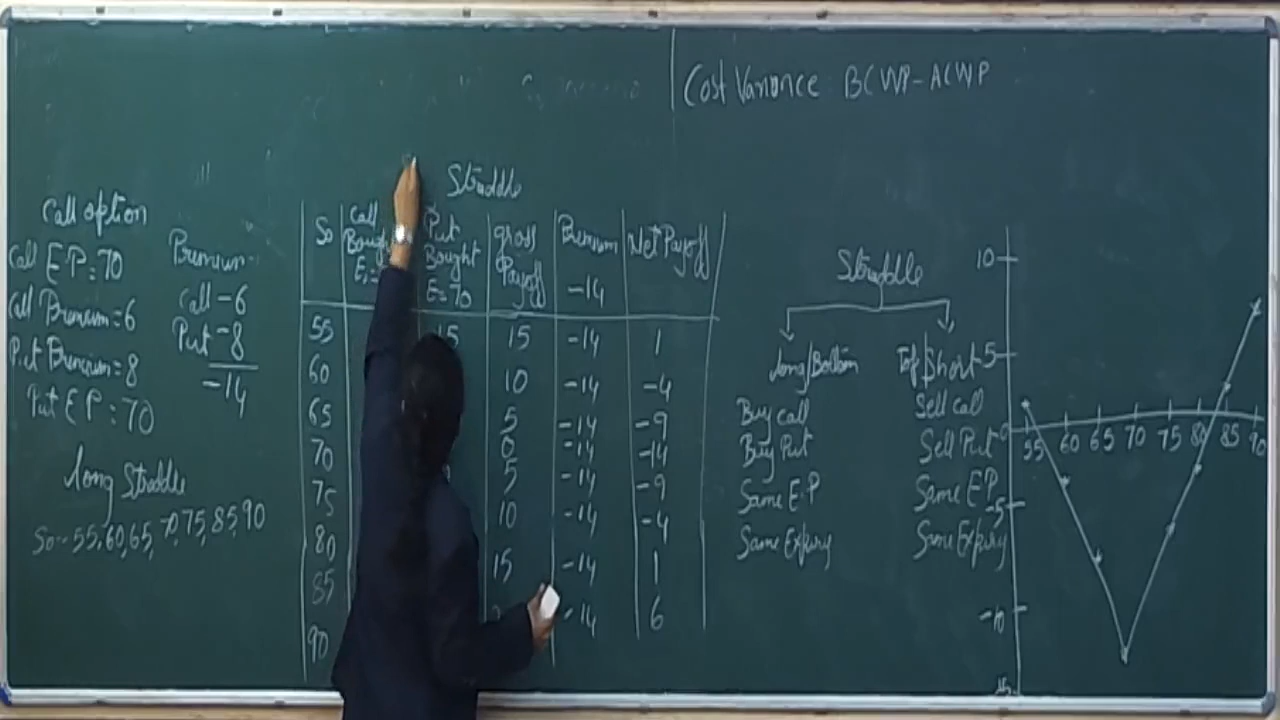 Cost Variance BCWP-ACWP
Call option
Call EP=70
Call Premium=6
Put Premium=8
Put EP=70
Premium
Call -6
Put -8
-14
long Straddle
So- 55,60,65,70,75,85,90
Straddle
So Call Bought Put Bought E=70 gross Payoff Premium -14 Net Payoff
55 15 15 -14 1
60 10 -14 -4
65 5 -14 -9
70 0 -14 -14
75 5 -14 -9
80 10 -14 -4
85 15 -14 1
90 -14 6
Straddle
long/Bottom Top/Short
Buy call Sell call
Buy Put Sell Put
Same E.P Same EP
Same Expiry Same Expiry
10
5
0 55 60 65 70 75 80 85 90
-5
-10